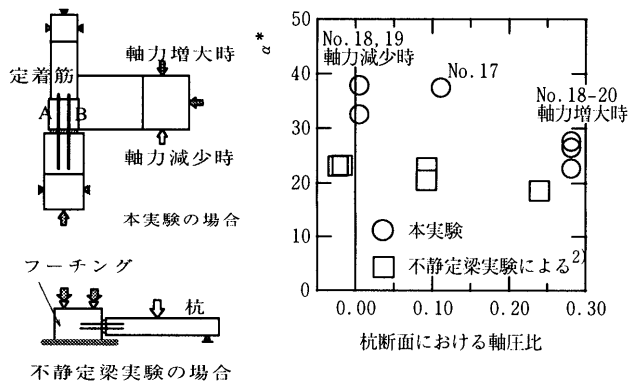 軸力増大時
定着筋
A B
軸力減少時
本実験の場合
フーチング
杭
不静定梁実験の場合
α*
50
40
30
20
10
0
No.18,19
軸力減少時
No.17
No.18-20
軸力増大時
本実験
不静定梁実験による2)
0.00 0.10 0.20 0.30
杭断面における軸圧比